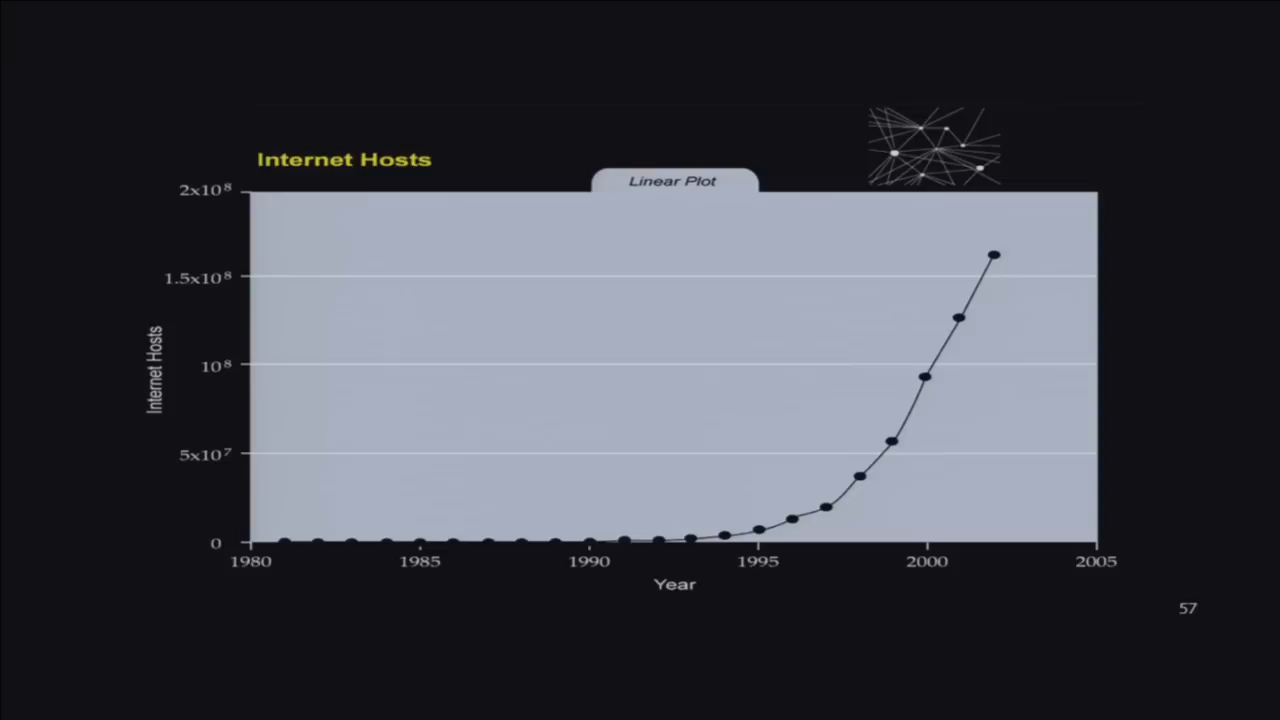 Internet Hosts
Linear Plot
2x10⁸
1.5x10⁸
10⁸
5x10⁷
0
Internet Hosts
1980 1985 1990 1995 2000 2005
Year
57